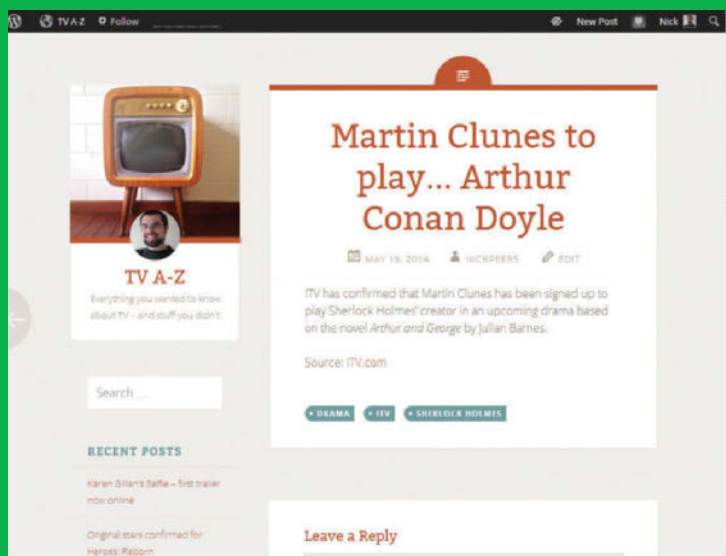 TV A-Z
Follow
New Post
Nick
TV A-Z
Everything you wanted to know
about TV – and stuff you didn't.
Search ...
RECENT POSTS
Karen Gillan's Selfie – first trailer
now online
Original stars confirmed for
Heroes: Reborn
Martin Clunes to
play... Arthur
Conan Doyle
MAY 15, 2014
NICKPEERS
EDIT
ITV has confirmed that Martin Clunes has been signed up to
play Sherlock Holmes' creator in an upcoming drama based
on the novel Arthur and George by Julian Barnes.
Source: ITV.com
DRAMA
ITV
SHERLOCK HOLMES
Leave a Reply